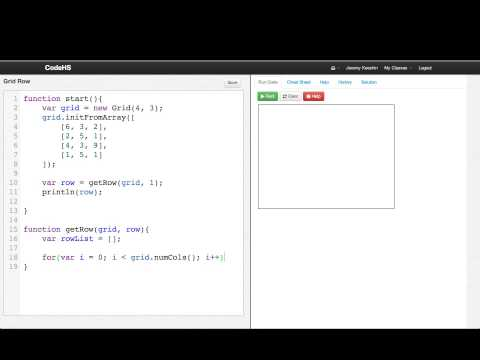 CodeHS
Jeremy Keeshin My Classes Logout
Grid Row
Save
Run Code Cheat Sheet Help History Solution
Run Clear Help
1 function start(){
2 var grid = new Grid(4, 3);
3 grid.initFromArray([
4 [6, 3, 2],
5 [2, 5, 1],
6 [4, 3, 9],
7 [1, 5, 1]
8 ]);
9
10 var row = getRow(grid, 1);
11 println(row);
12
13 }
14
15 function getRow(grid, row){
16 var rowList = [];
17
18 for(var i = 0; i < grid.numCols(); i++)
19 }